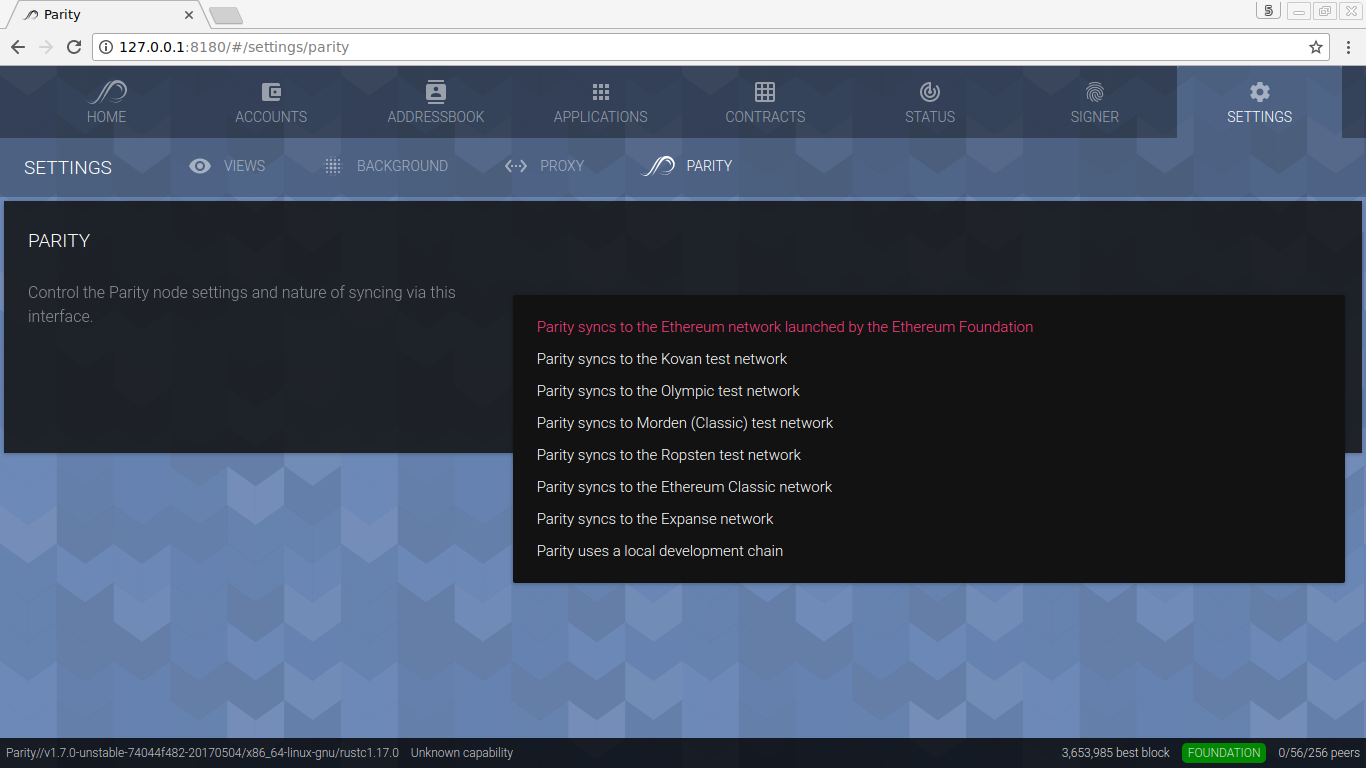 Parity
5
127.0.0.1:8180/#/settings/parity
HOME
ACCOUNTS
ADDRESSBOOK
APPLICATIONS
CONTRACTS
STATUS
SIGNER
SETTINGS
SETTINGS
VIEWS
BACKGROUND
PROXY
PARITY
PARITY
Control the Parity node settings and nature of syncing via this
interface.
Parity syncs to the Ethereum network launched by the Ethereum Foundation
Parity syncs to the Kovan test network
Parity syncs to the Olympic test network
Parity syncs to Morden (Classic) test network
Parity syncs to the Ropsten test network
Parity syncs to the Ethereum Classic network
Parity syncs to the Expanse network
Parity uses a local development chain
Parity//v1.7.0-unstable-74044f482-20170504/x86_64-linux-gnu/rustc1.17.0
Unknown capability
3,653,985 best block
FOUNDATION
0/56/256 peers